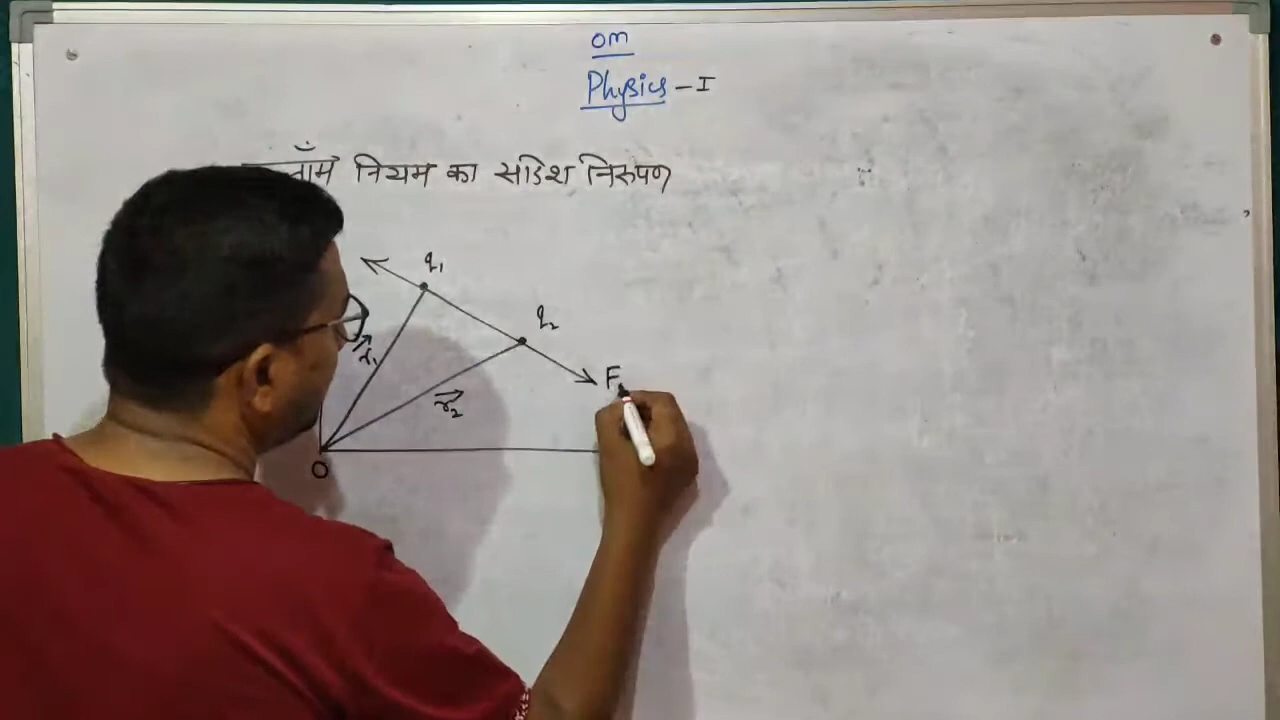 om
Physics - I
नियम का सदिश निरुपण
q₁
q₂
r₁
r₂
F
O